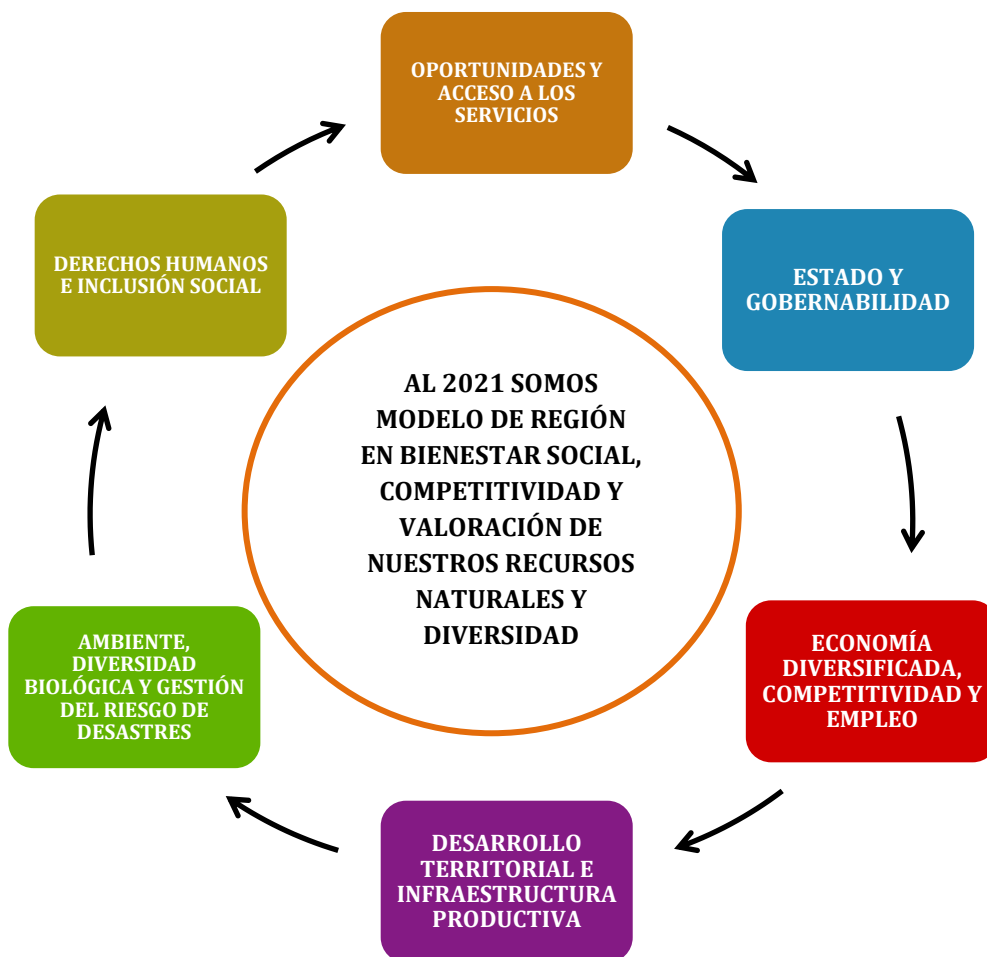 OPORTUNIDADES Y
ACCESO A LOS
SERVICIOS
DERECHOS HUMANOS
E INCLUSIÓN SOCIAL
ESTADO Y
GOBERNABILIDAD
AL 2021 SOMOS
MODELO DE REGIÓN
EN BIENESTAR SOCIAL,
COMPETITIVIDAD Y
VALORACIÓN DE
NUESTROS RECURSOS
NATURALES Y
DIVERSIDAD
AMBIENTE,
DIVERSIDAD
BIOLÓGICA Y GESTIÓN
DEL RIESGO DE
DESASTRES
ECONOMÍA
DIVERSIFICADA,
COMPETITIVIDAD Y
EMPLEO
DESARROLLO
TERRITORIAL E
INFRAESTRUCTURA
PRODUCTIVA